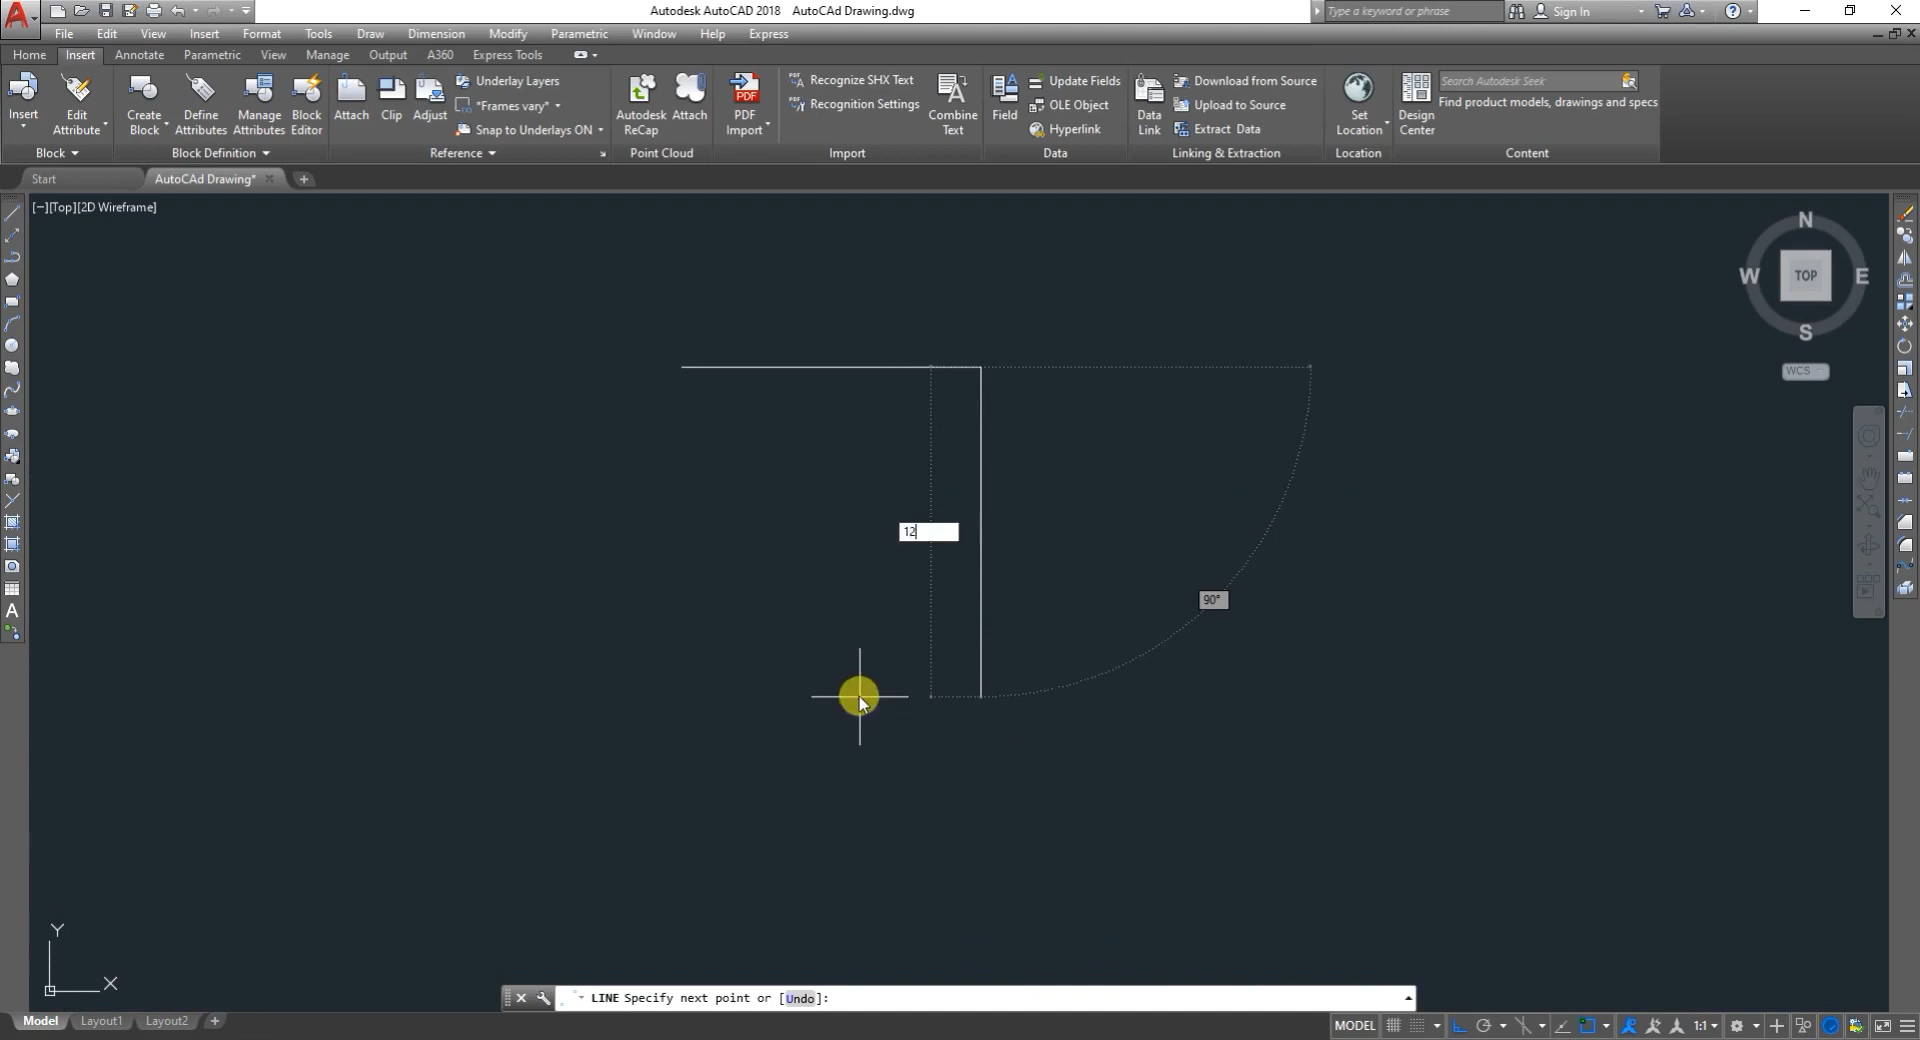 Autodesk AutoCAD 2018 AutoCAd Drawing.dwg
Type a keyword or phrase
Sign In
File Edit View Insert Format Tools Draw Dimension Modify Parametric Window Help Express
Home Insert Annotate Parametric View Manage Output A360 Express Tools
Insert
Edit
Attribute
Block
Create
Block
Define
Attributes
Manage
Attributes
Block
Editor
Block Definition
Attach
Clip
Adjust
Underlay Layers
*Frames vary*
Snap to Underlays ON
Reference
Autodesk
ReCap
Attach
Point Cloud
PDF
Import
Recognize SHX Text
Recognition Settings
Combine
Text
Import
Field
Update Fields
OLE Object
Hyperlink
Data
Data
Link
Download from Source
Upload to Source
Extract Data
Linking & Extraction
Set
Location
Location
Design
Center
Search Autodesk Seek
Find product models, drawings and specs
Content
Start
AutoCAd Drawing*
[−][Top][2D Wireframe]
N
W TOP E
S
WCS
12
90°
Y
X
LINE Specify next point or [Undo]:
Model Layout1 Layout2
MODEL
1:1